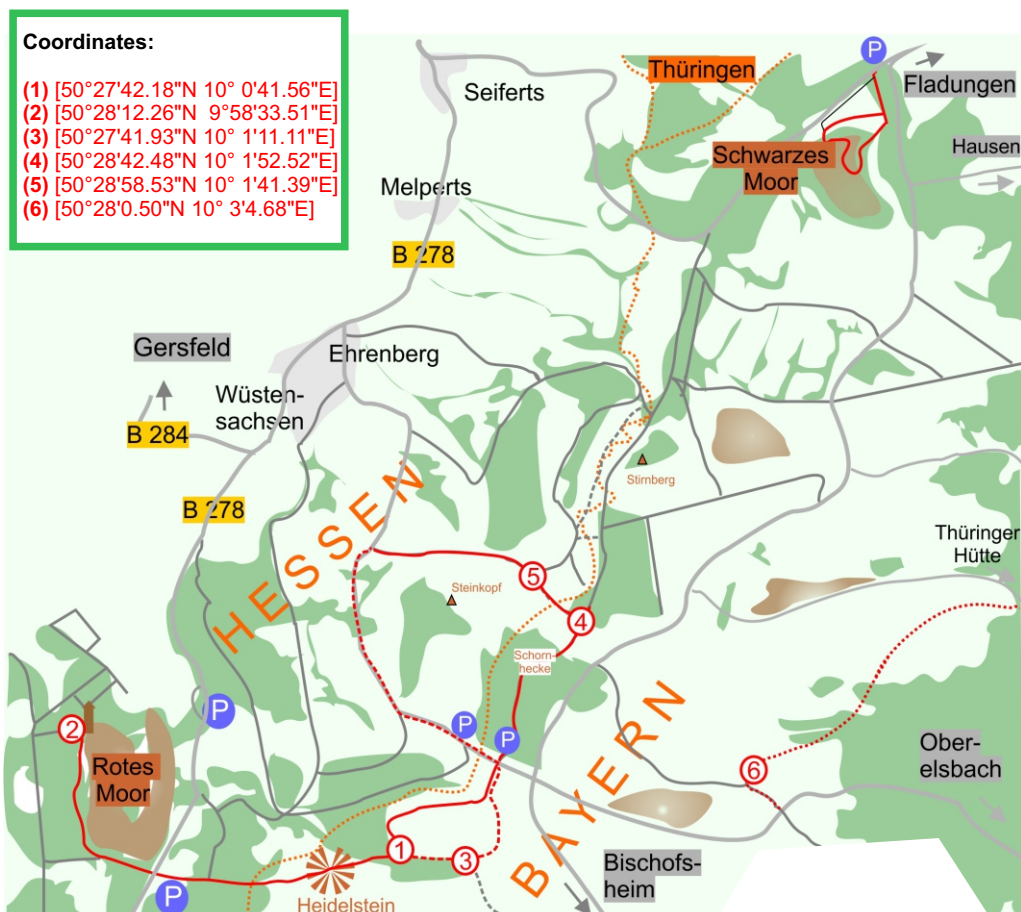 Coordinates:
(1) [50°27'42.18"N 10° 0'41.56"E]
(2) [50°28'12.26"N 9°58'33.51"E]
(3) [50°27'41.93"N 10° 1'11.11"E]
(4) [50°28'42.48"N 10° 1'52.52"E]
(5) [50°28'58.53"N 10° 1'41.39"E]
(6) [50°28'0.50"N 10° 3'4.68"E]
P
Thüringen
Fladungen
Seiferts
Schwarzes
Moor
Hausen
Melperts
B 278
Gersfeld
Ehrenberg
Wüsten-
sachsen
B 284
Stirnberg
B 278
HESSEN
Thüringer
Hütte
5
Steinkopf
4
Schorn-
hecke
P
2
P
P
Rotes
Moor
6
Ober-
elsbach
BAYERN
1
3
Bischofs-
heim
P
Heidelstein